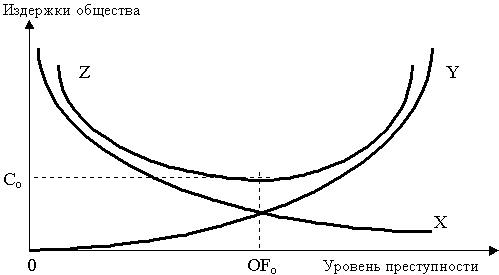 Издержки общества
Z
Y
Co
X
0
OFo
Уровень преступности